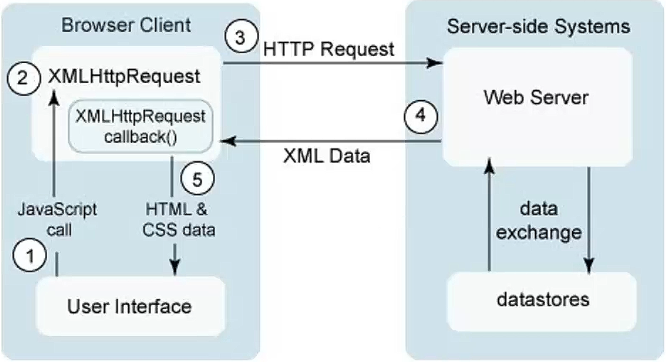 Browser Client
Server-side Systems
3
HTTP Request
2
XMLHttpRequest
XMLHttpRequest
callback()
Web Server
4
XML Data
5
JavaScript
call
HTML &
CSS data
data
exchange
1
User Interface
datastores